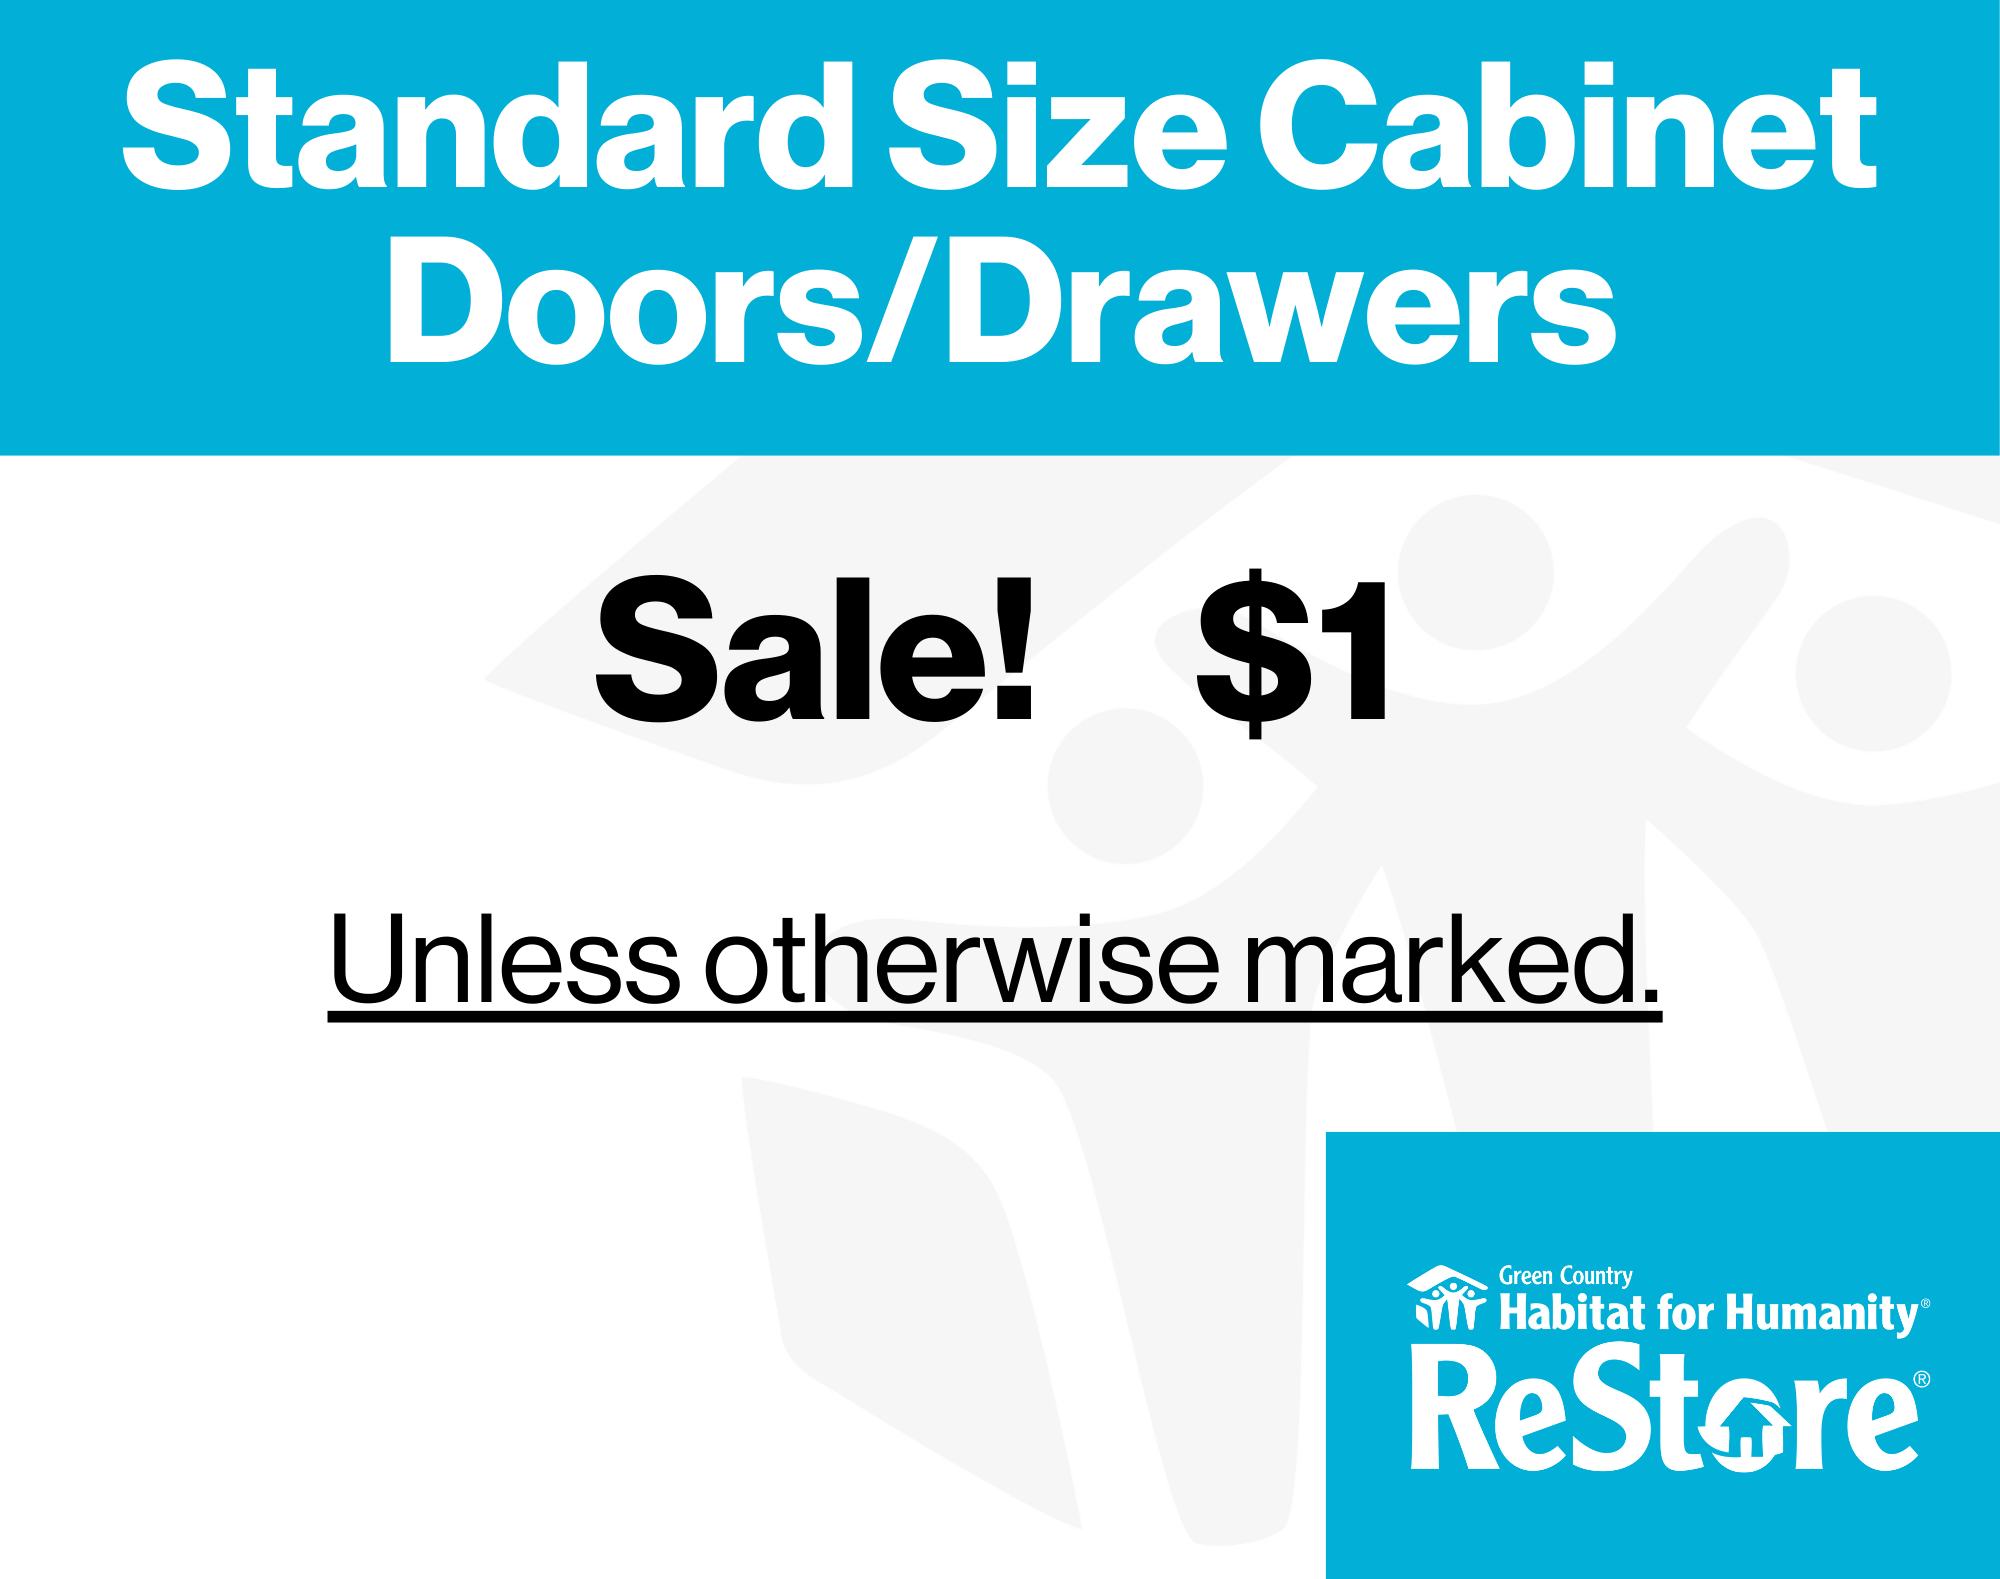 Standard Size Cabinet
Doors/Drawers
Sale! $1
Unless otherwise marked.
Green Country
Habitat for Humanity®
ReStore®